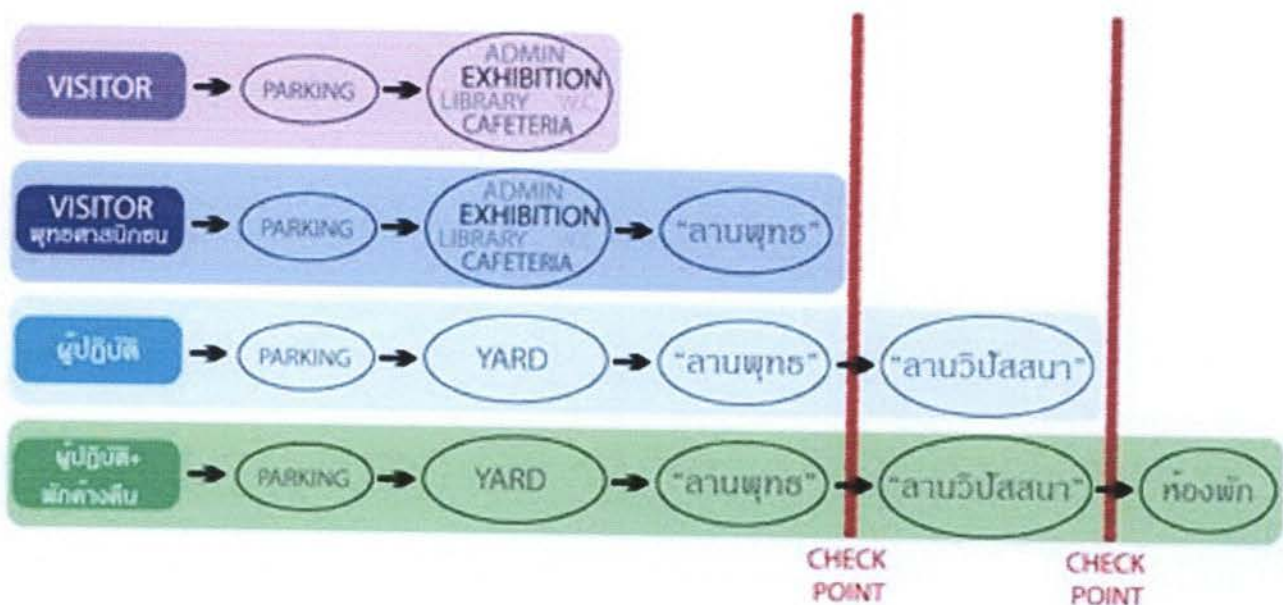 VISITOR
PARKING
ADMIN
EXHIBITION
LIBRARY W.C.
CAFETERIA
VISITOR
พุทธศาสนิกชน
PARKING
ADMIN
EXHIBITION
LIBRARY
CAFETERIA
"ลานพุทธ"
ผู้ปฏิบัติ
PARKING
YARD
"ลานพุทธ"
"ลานวิปัสสนา"
ผู้ปฏิบัติ+
พักค้างคืน
PARKING
YARD
"ลานพุทธ"
"ลานวิปัสสนา"
ห้องพัก
CHECK
POINT
CHECK
POINT